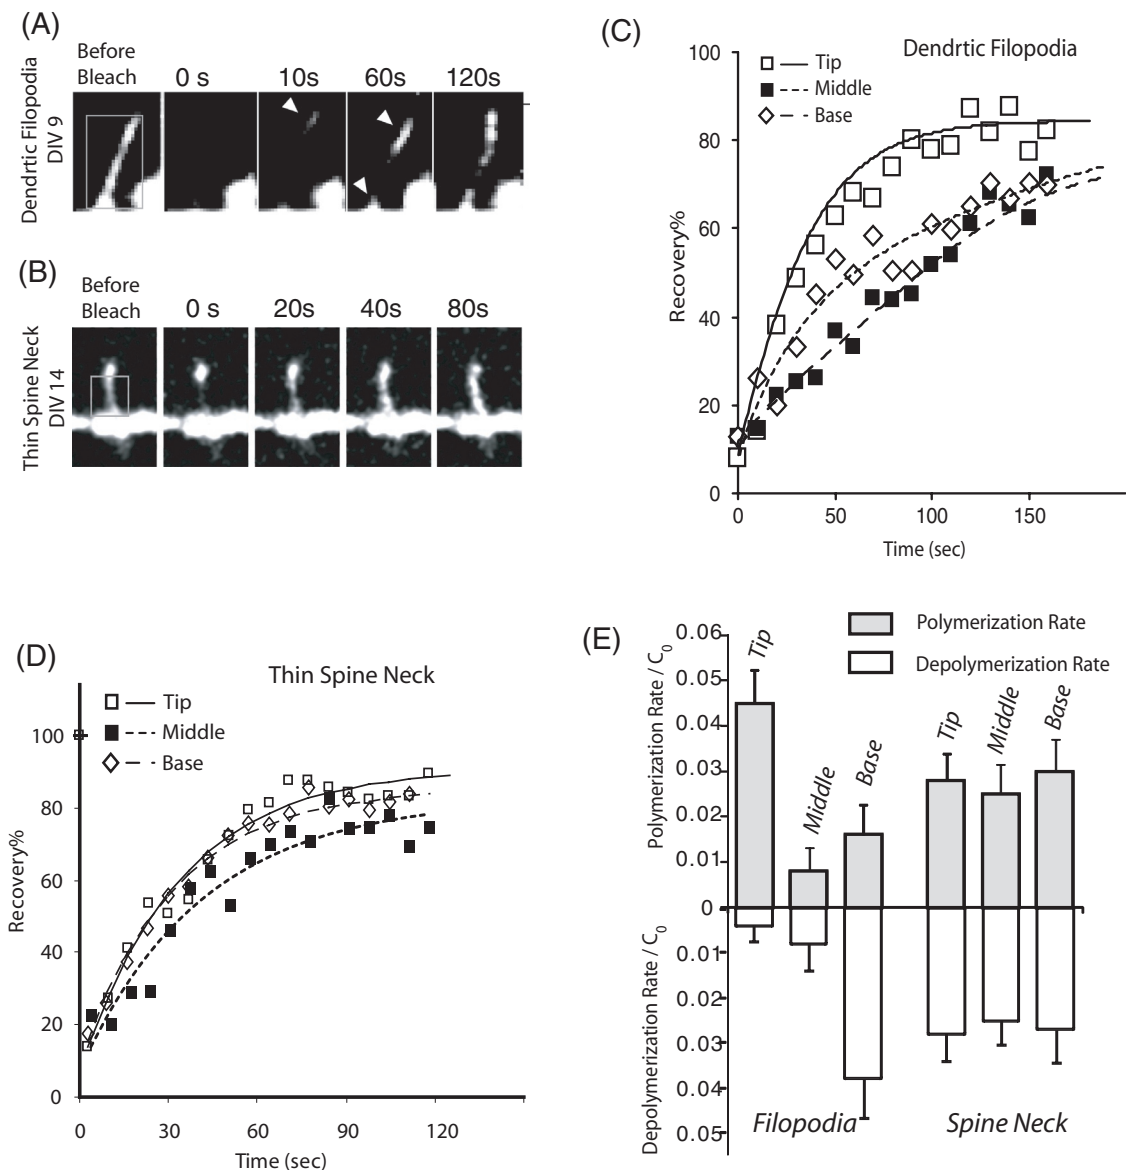 (A)
Before
Bleach
0 s
10s
60s
120s
Dendrtic Filopodia
DIV 9
(B)
Before
Bleach
0 s
20s
40s
80s
Thin Spine Neck
DIV 14
(C)
Dendrtic Filopodia
Tip
Middle
Base
100
80
60
40
20
0
Recovery%
0 50 100 150
Time (sec)
(D)
Thin Spine Neck
Tip
Middle
Base
100
80
60
40
20
0
Recovery%
0 30 60 90 120
Time (sec)
(E)
Polymerization Rate
Depolymerization Rate
0.06
0.05
0.04
0.03
0.02
0.01
0
0.01
0.02
0.03
0.04
0.05
Polymerization Rate / C0
Depolymerization Rate / C0
Tip
Middle
Base
Tip
Middle
Base
Filopodia
Spine Neck